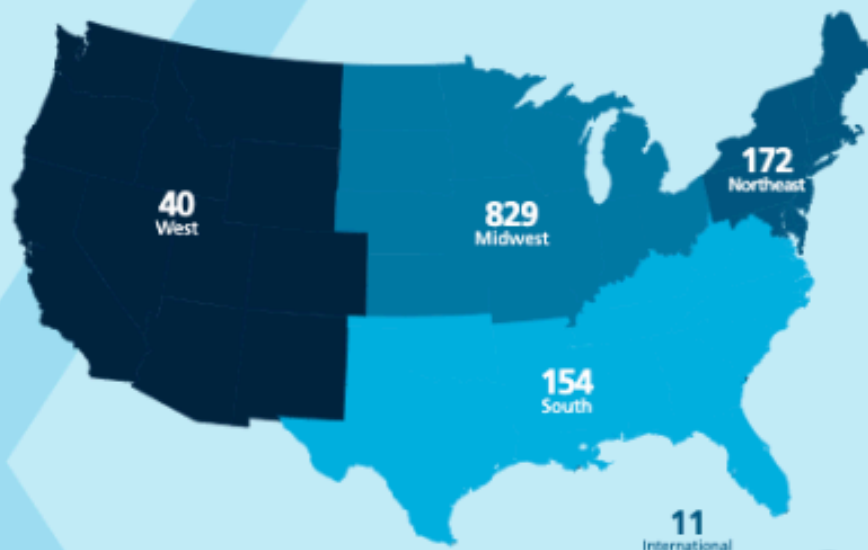 40
West
829
Midwest
172
Northeast
154
South
11
International